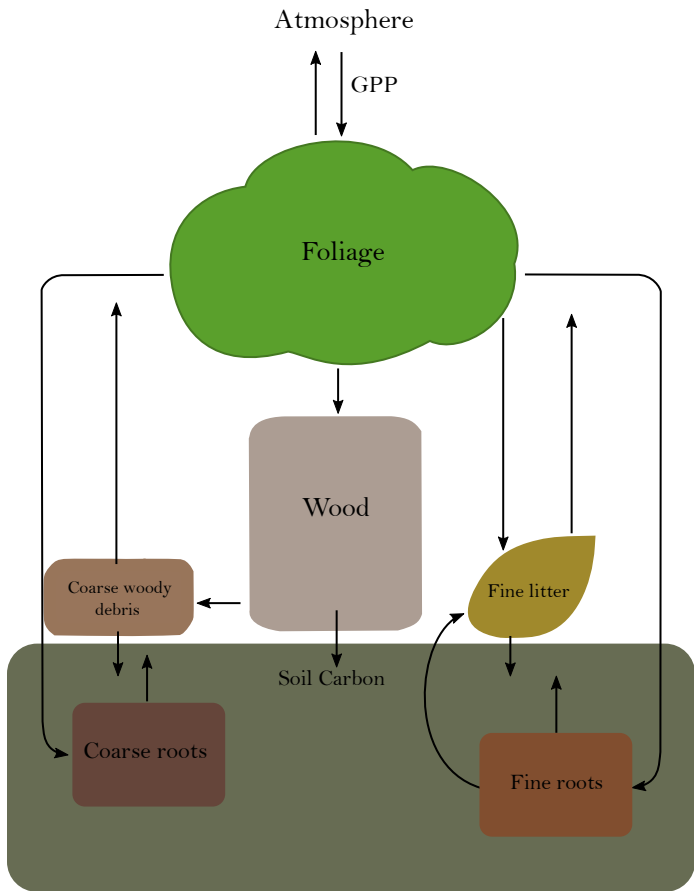 Atmosphere
GPP
Foliage
Wood
Coarse woody
debris
Fine litter
Soil Carbon
Coarse roots
Fine roots